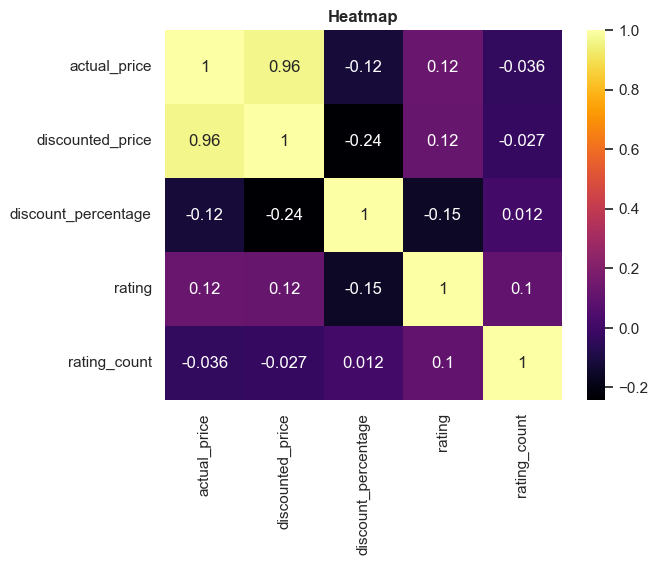 Heatmap
actual_price 1 0.96 -0.12 0.12 -0.036
discounted_price 0.96 1 -0.24 0.12 -0.027
discount_percentage -0.12 -0.24 1 -0.15 0.012
rating 0.12 0.12 -0.15 1 0.1
rating_count -0.036 -0.027 0.012 0.1 1
actual_price
discounted_price
discount_percentage
rating
rating_count
1.0
0.8
0.6
0.4
0.2
0.0
−0.2